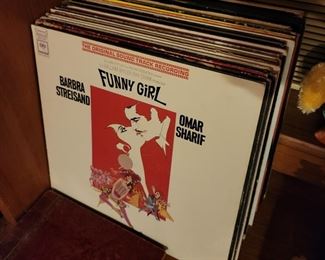 THE ORIGINAL SOUND TRACK RECORDING
FUNNY GiRL
BARBRA
STREISAND
OMAR
SHARIF